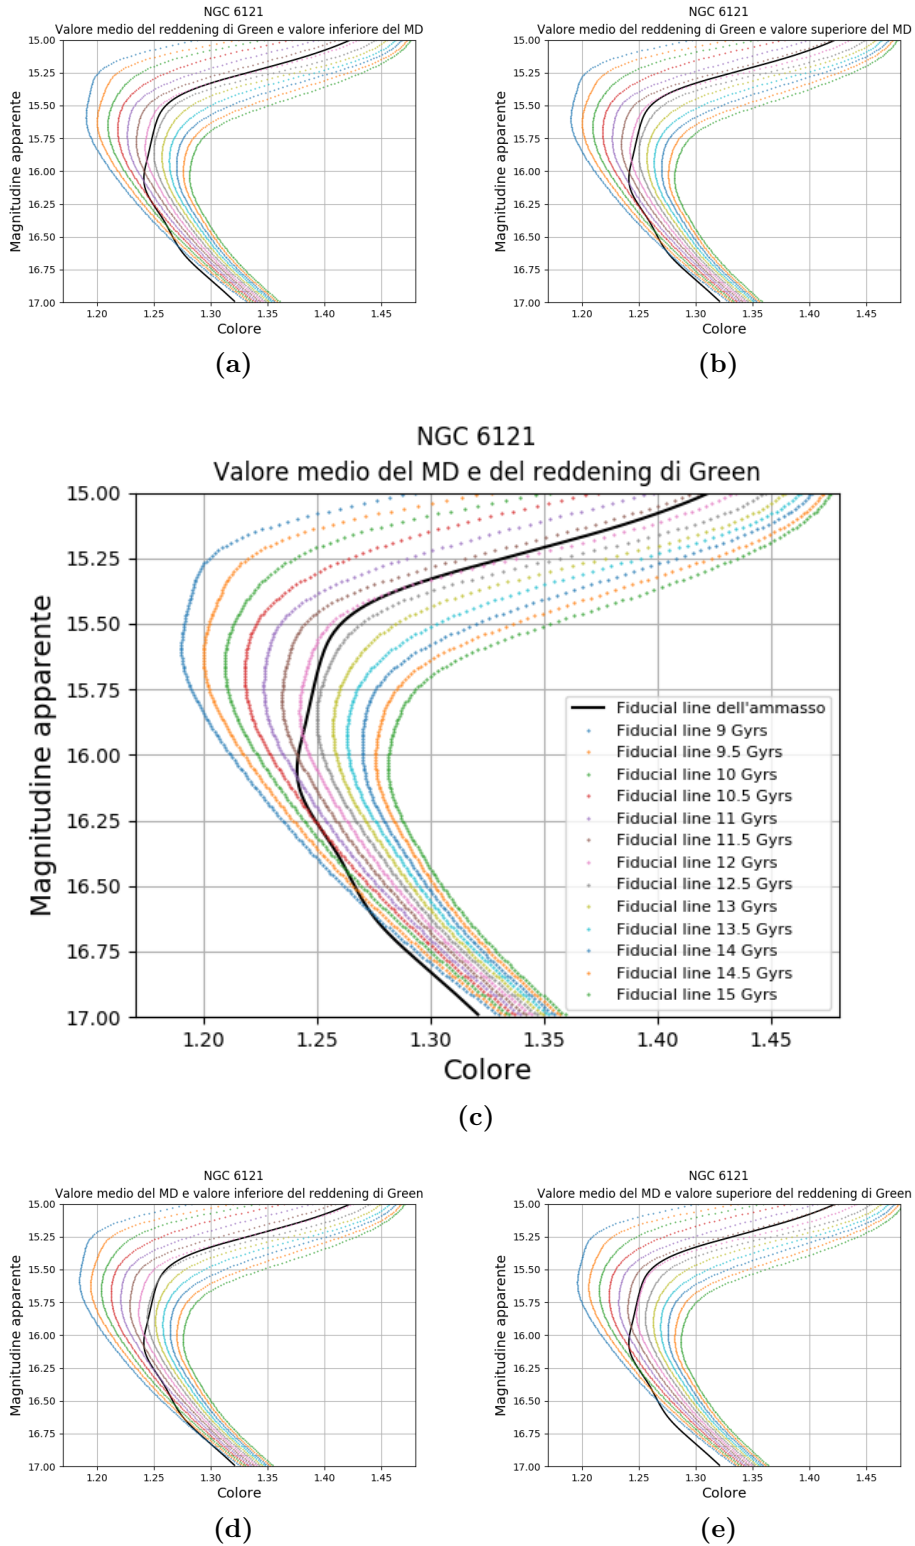 NGC 6121
Valore medio del reddening di Green e valore inferiore del MD
15.00
15.25
15.50
15.75
16.00
16.25
16.50
16.75
17.00
Magnitudine apparente
1.20 1.25 1.30 1.35 1.40 1.45
Colore
(a)
NGC 6121
Valore medio del reddening di Green e valore superiore del MD
15.00
15.25
15.50
15.75
16.00
16.25
16.50
16.75
17.00
Magnitudine apparente
1.20 1.25 1.30 1.35 1.40 1.45
Colore
(b)
NGC 6121
Valore medio del MD e del reddening di Green
15.00
15.25
15.50
15.75
16.00
16.25
16.50
16.75
17.00
Magnitudine apparente
Fiducial line dell'ammasso
Fiducial line 9 Gyrs
Fiducial line 9.5 Gyrs
Fiducial line 10 Gyrs
Fiducial line 10.5 Gyrs
Fiducial line 11 Gyrs
Fiducial line 11.5 Gyrs
Fiducial line 12 Gyrs
Fiducial line 12.5 Gyrs
Fiducial line 13 Gyrs
Fiducial line 13.5 Gyrs
Fiducial line 14 Gyrs
Fiducial line 14.5 Gyrs
Fiducial line 15 Gyrs
1.20 1.25 1.30 1.35 1.40 1.45
Colore
(c)
NGC 6121
Valore medio del MD e valore inferiore del reddening di Green
15.00
15.25
15.50
15.75
16.00
16.25
16.50
16.75
17.00
Magnitudine apparente
1.20 1.25 1.30 1.35 1.40 1.45
Colore
(d)
NGC 6121
Valore medio del MD e valore superiore del reddening di Green
15.00
15.25
15.50
15.75
16.00
16.25
16.50
16.75
17.00
Magnitudine apparente
1.20 1.25 1.30 1.35 1.40 1.45
Colore
(e)